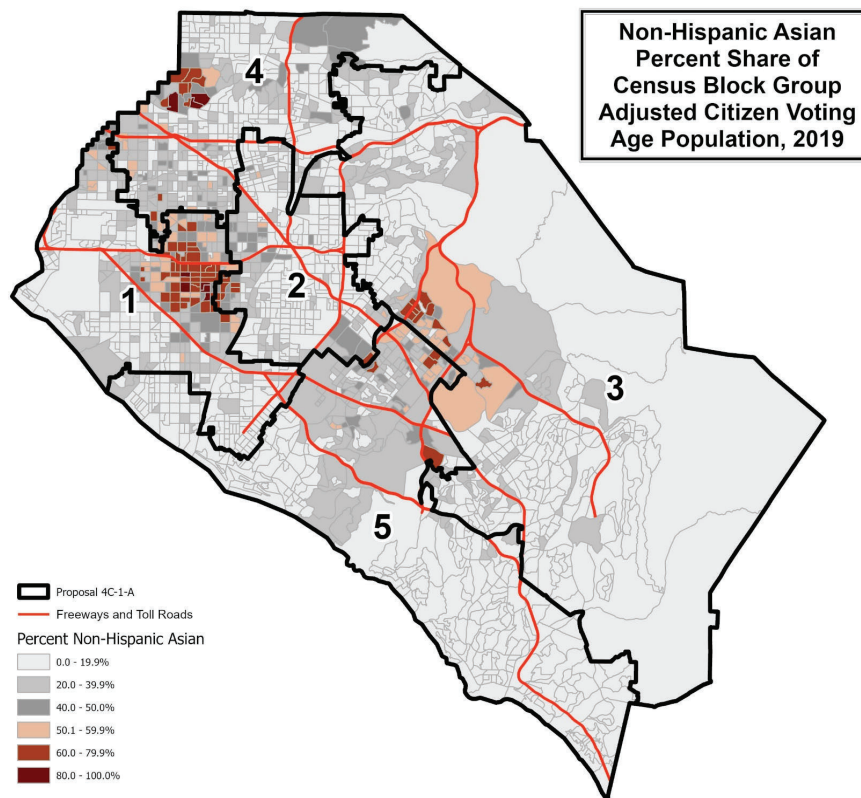 Non-Hispanic Asian
Percent Share of
Census Block Group
Adjusted Citizen Voting
Age Population, 2019
4
1
2
3
5
Proposal 4C-1-A
Freeways and Toll Roads
Percent Non-Hispanic Asian
0.0 - 19.9%
20.0 - 39.9%
40.0 - 50.0%
50.1 - 59.9%
60.0 - 79.9%
80.0 - 100.0%